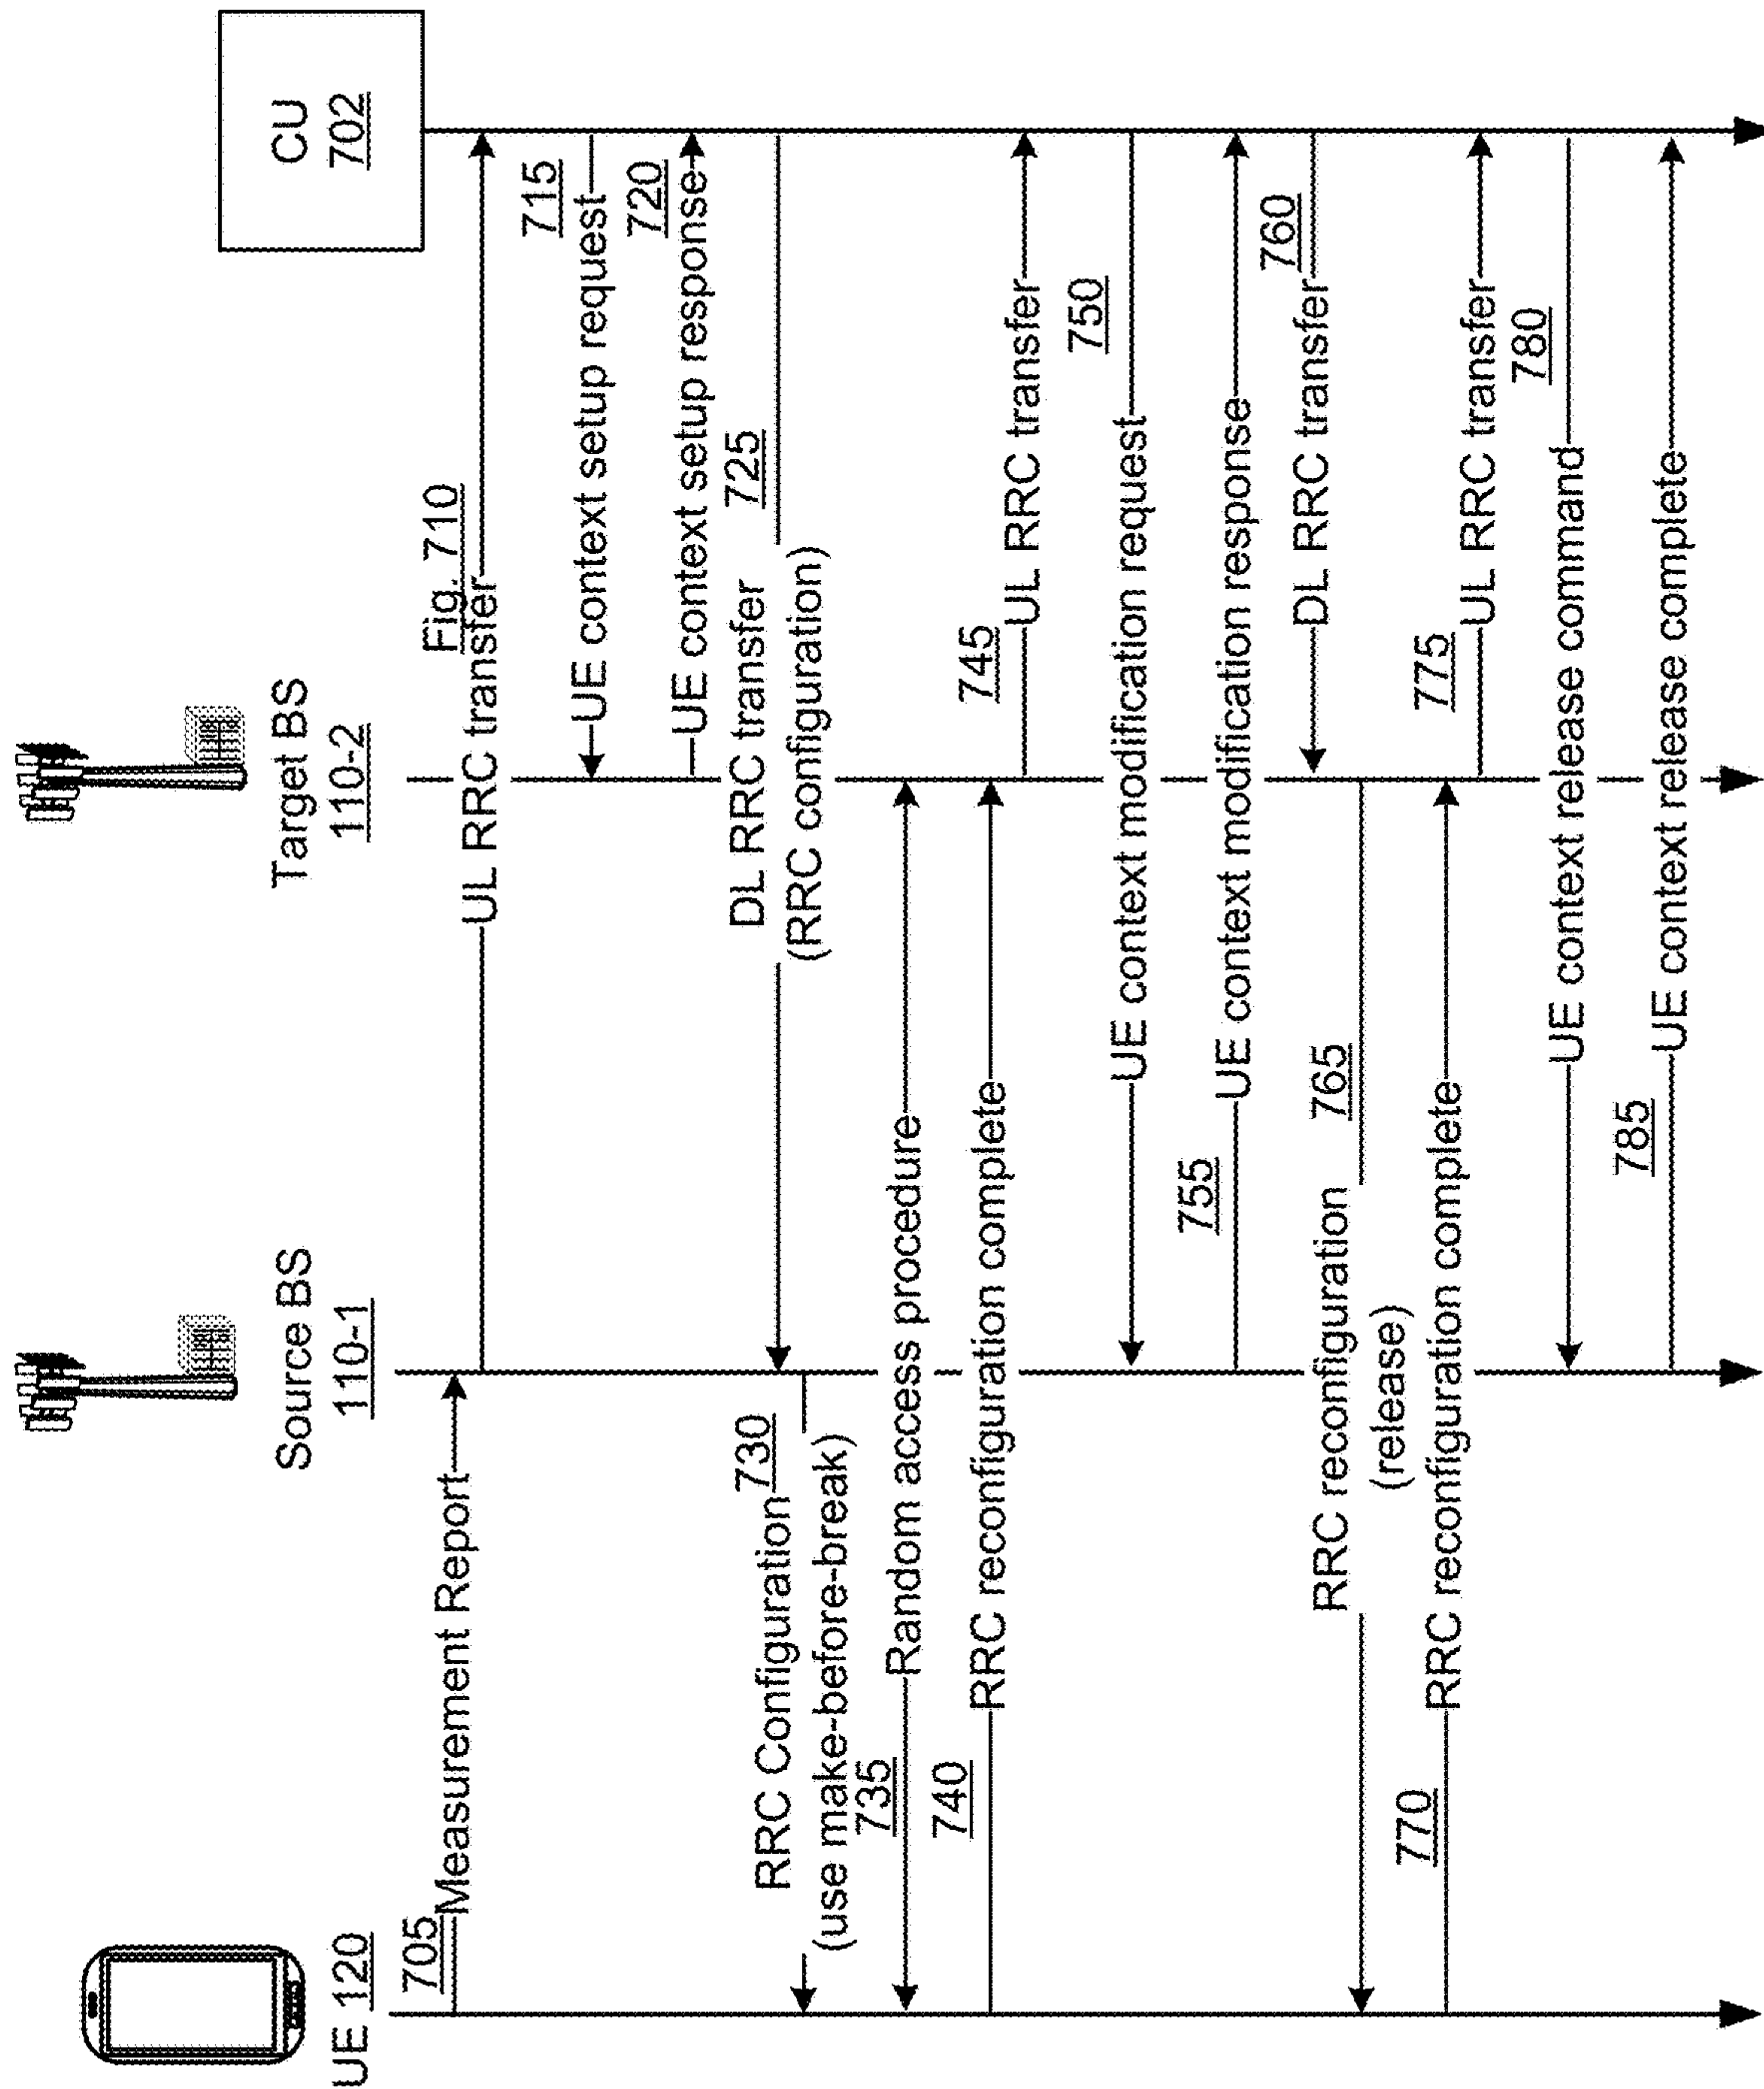 UE 120
Source BS
110-1
Target BS
110-2
CU
702
705
Measurement Report
Fig. 710
UL RRC transfer
715
UE context setup request
720
UE context setup response
725
DL RRC transfer
(RRC configuration)
730
RRC Configuration
(use make-before-break)
735
Random access procedure
740
RRC reconfiguration complete
745
UL RRC transfer
750
UE context modification request
755
UE context modification response
760
DL RRC transfer
765
RRC reconfiguration
(release)
770
RRC reconfiguration complete
775
UL RRC transfer
780
UE context release command
785
UE context release complete